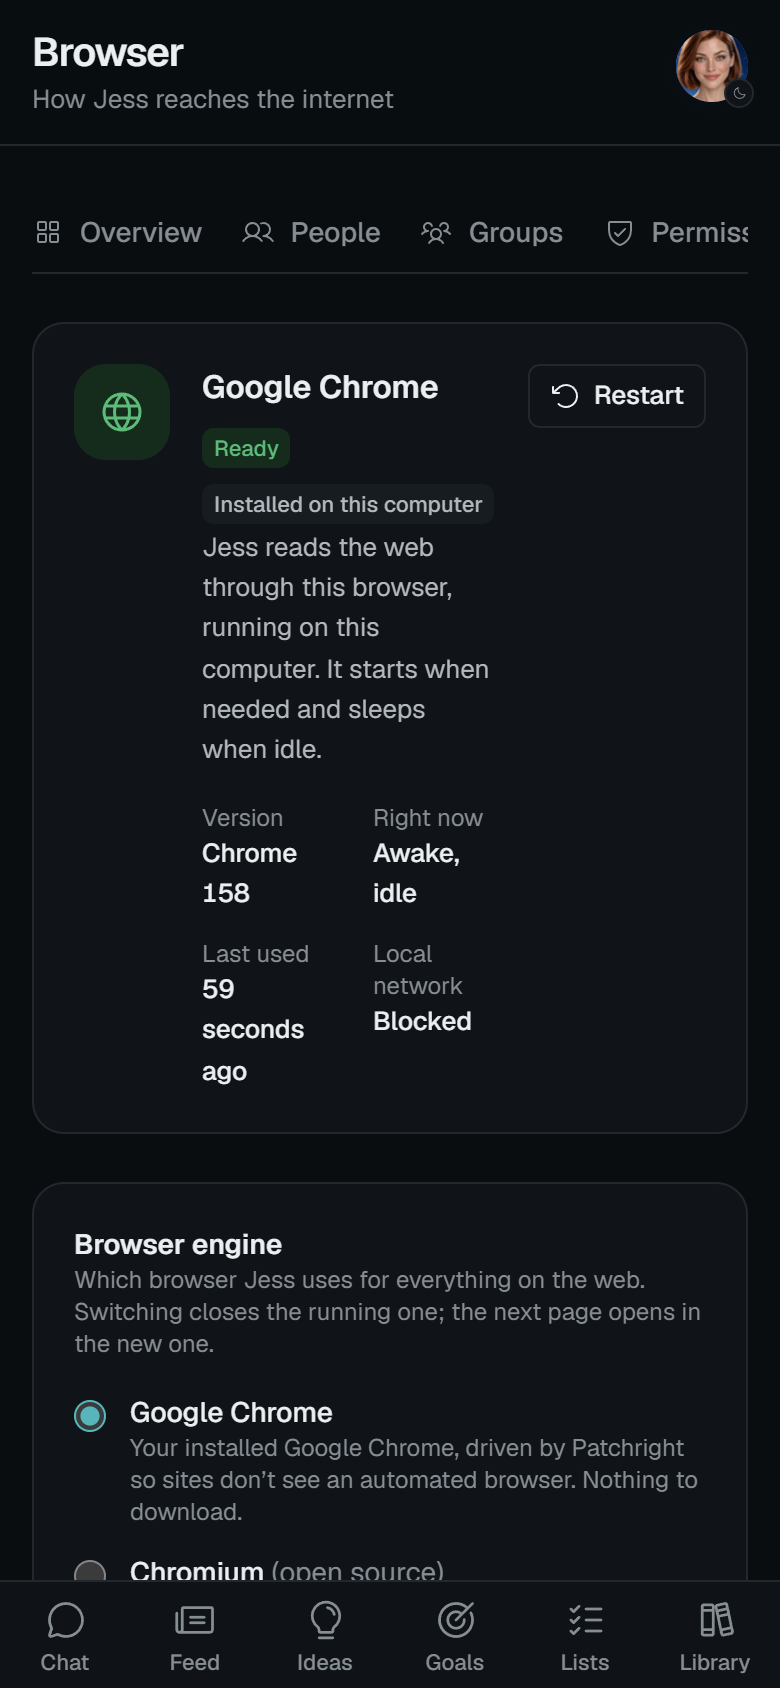 Browser
How Jess reaches the internet
Overview
People
Groups
Permiss
Google Chrome
Restart
Ready
Installed on this computer
Jess reads the web
through this browser,
running on this
computer. It starts when
needed and sleeps
when idle.
Version
Chrome
158
Right now
Awake,
idle
Last used
59
seconds
ago
Local
network
Blocked
Browser engine
Which browser Jess uses for everything on the web.
Switching closes the running one; the next page opens in
the new one.
Google Chrome
Your installed Google Chrome, driven by Patchright
so sites don’t see an automated browser. Nothing to
download.
Chromium (open source)
Chat
Feed
Ideas
Goals
Lists
Library